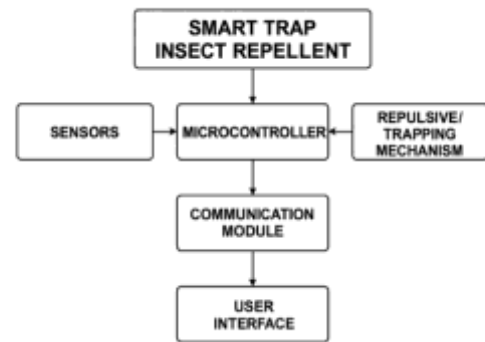 SMART TRAP
INSECT REPELLENT
SENSORS
MICROCONTROLLER
REPULSIVE/
TRAPPING
MECHANISM
COMMUNICATION
MODULE
USER
INTERFACE